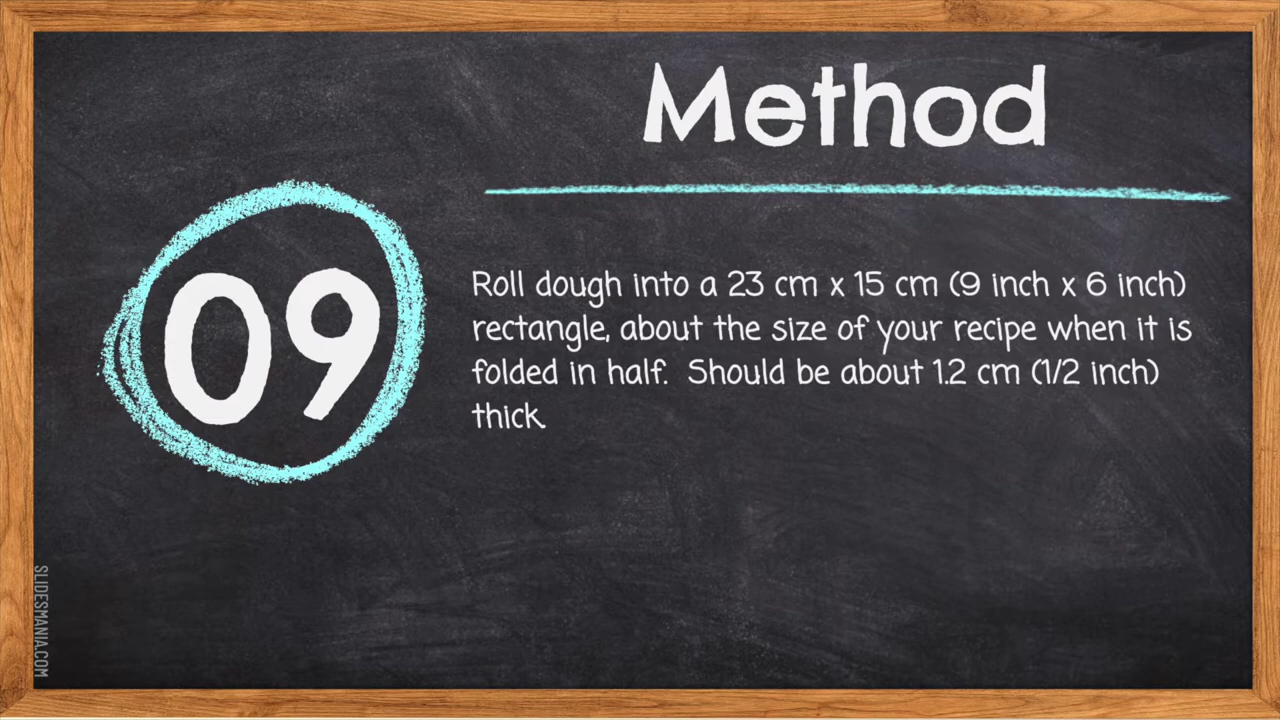 Method
09
Roll dough into a 23 cm x 15 cm (9 inch x 6 inch)
rectangle, about the size of your recipe when it is
folded in half.  Should be about 1.2 cm (1/2 inch)
thick.
SLIDESMANIA.COM